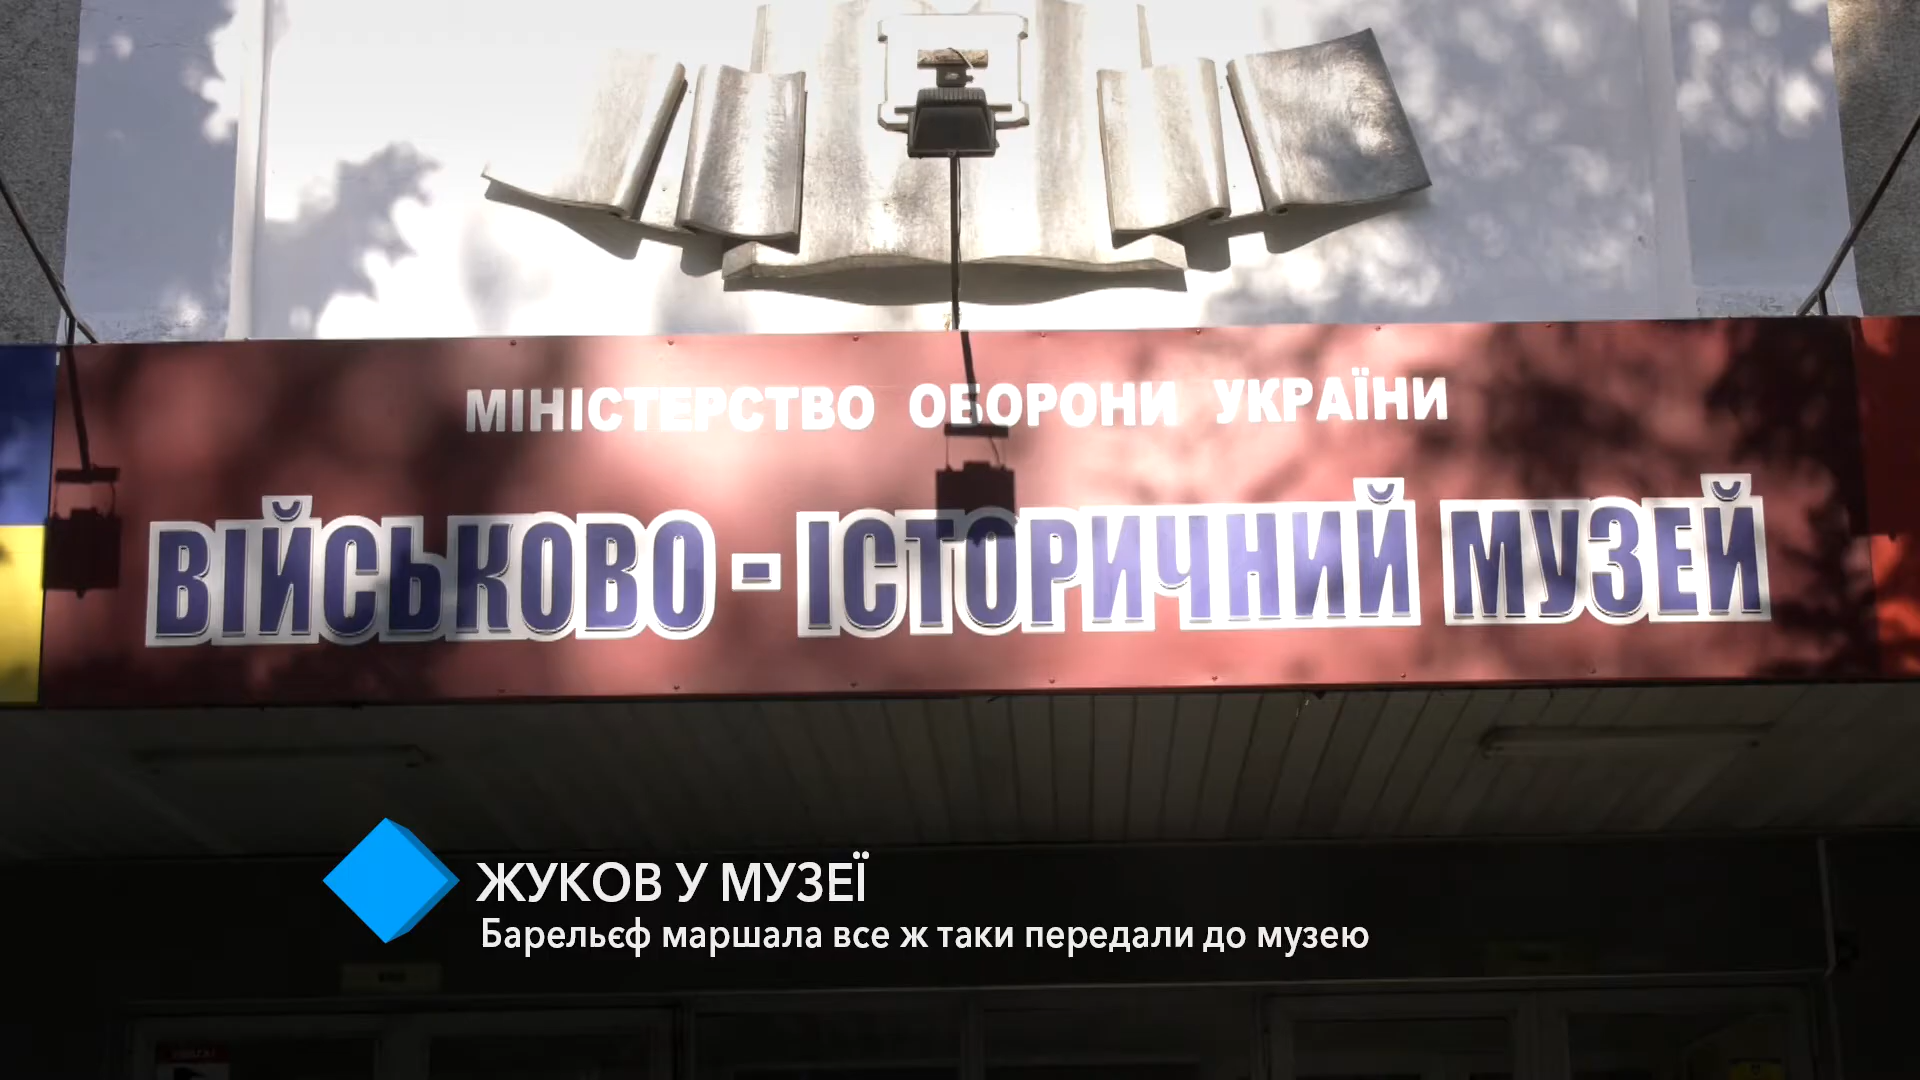 МІНІСТЕРСТВО ОБОРОНИ УКРАЇНИ
ВІЙСЬКОВО - ІСТОРИЧНИЙ МУЗЕЙ
ЖУКОВ У МУЗЕЇ
Барельєф маршала все ж таки передали до музею